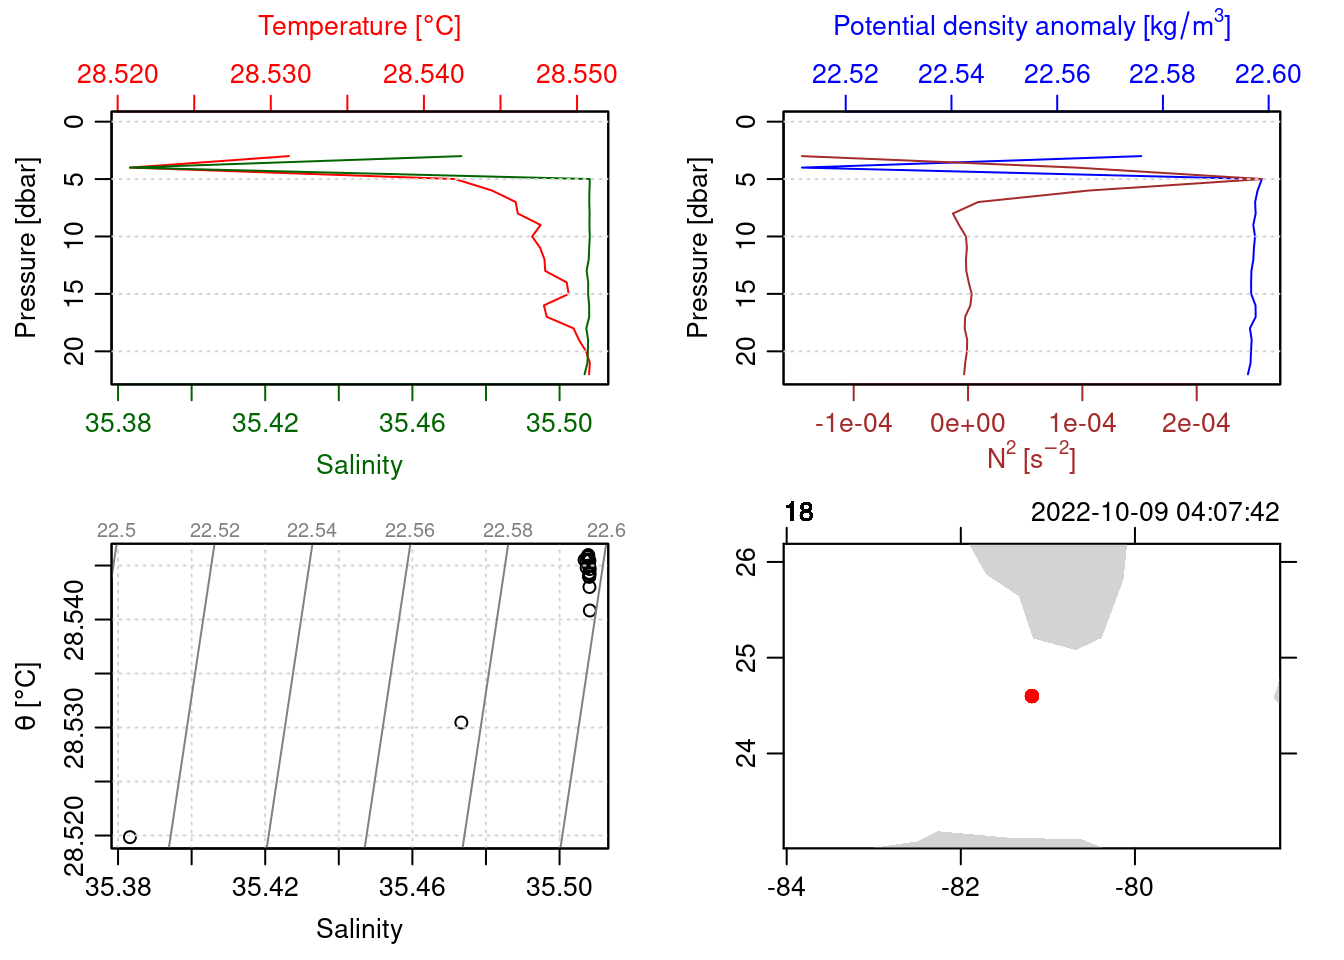 Temperature [°C]
28.520 28.530 28.540 28.550
0 5 10 15 20
Pressure [dbar]
35.38 35.42 35.46 35.50
Salinity
Potential density anomaly [kg/m³]
22.52 22.54 22.56 22.58 22.60
0 5 10 15 20
Pressure [dbar]
-1e-04 0e+00 1e-04 2e-04
N² [s⁻²]
22.5 22.52 22.54 22.56 22.58 22.6
28.520 28.530 28.540
θ [°C]
35.38 35.42 35.46 35.50
Salinity
18 2022-10-09 04:07:42
26
25
24
-84 -82 -80